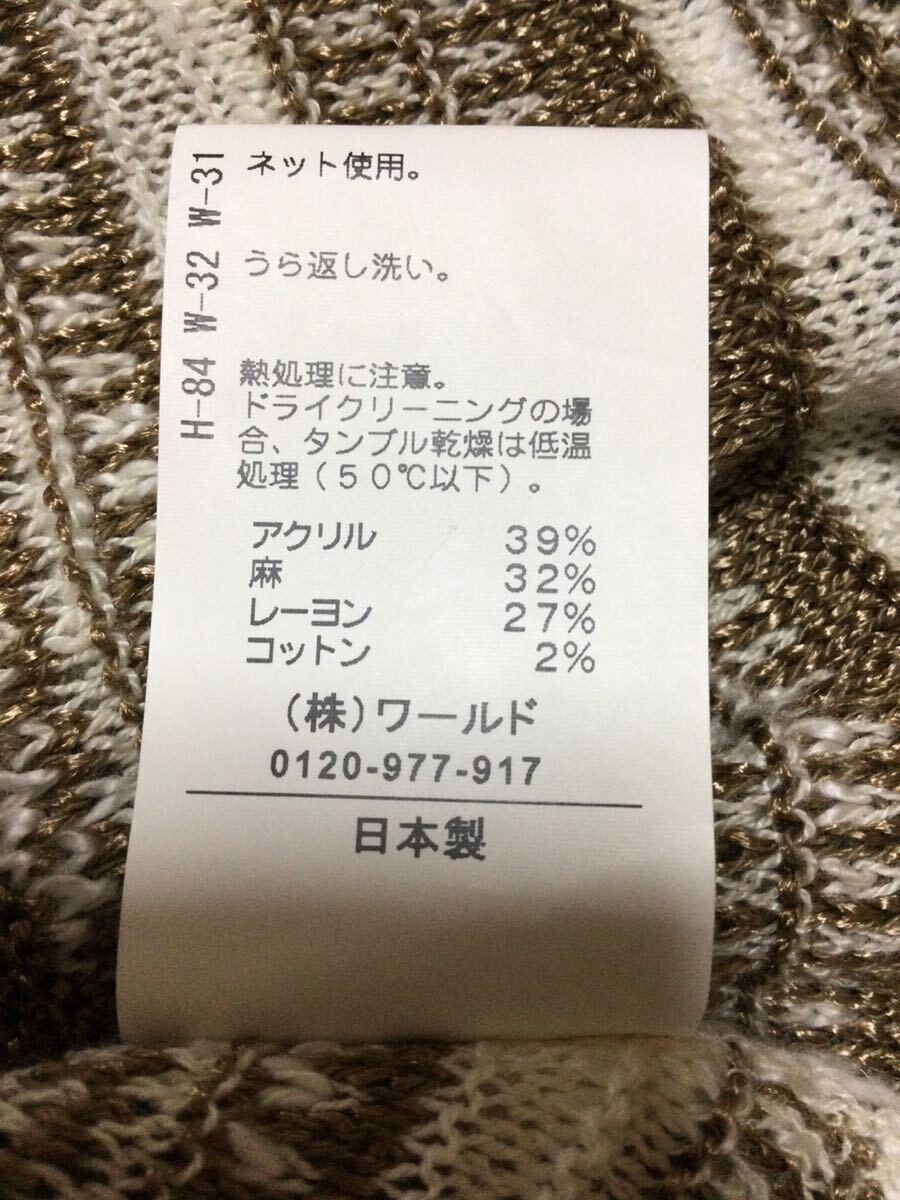 ネット使用。
うら返し洗い。
熱処理に注意。
ドライクリーニングの場
合、タンブル乾燥は低温
処理（５０℃以下）。
アクリル 39%
麻 32%
レーヨン 27%
コットン 2%
（株）ワールド
0120-977-917
日本製
H-84 W-32 W-31